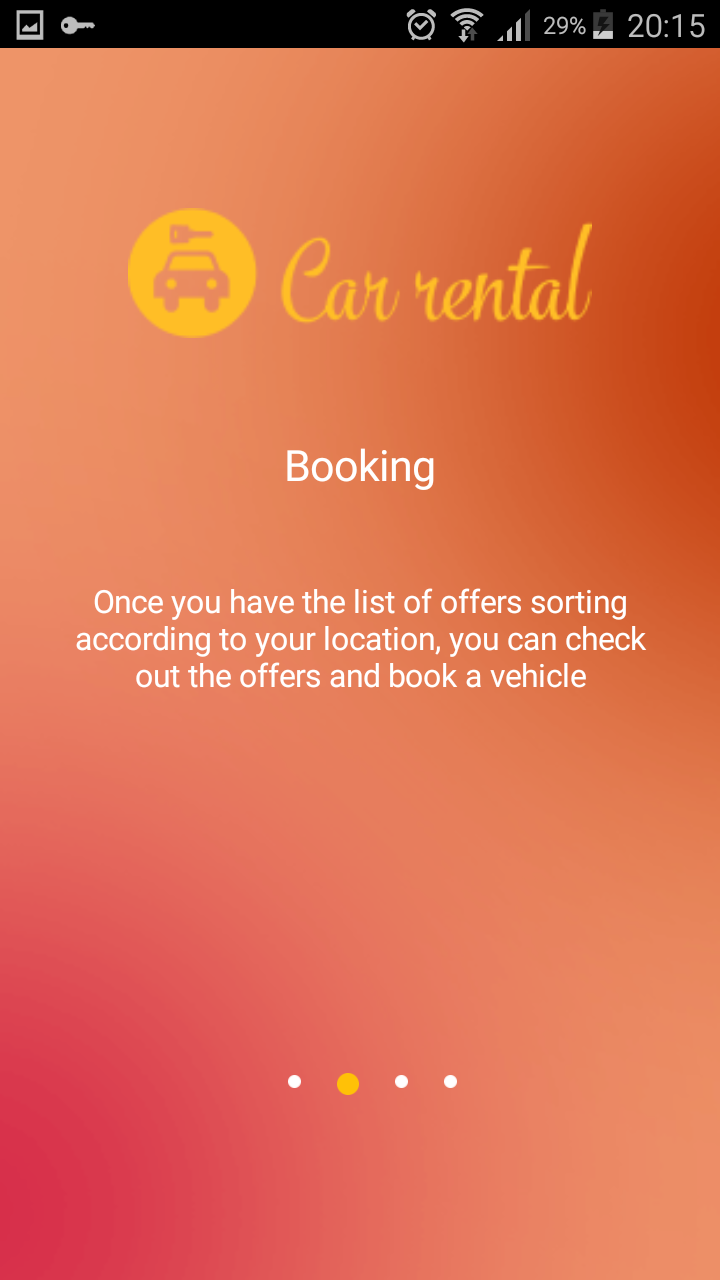 29% 20:15
Car rental
Booking
Once you have the list of offers sorting
according to your location, you can check
out the offers and book a vehicle